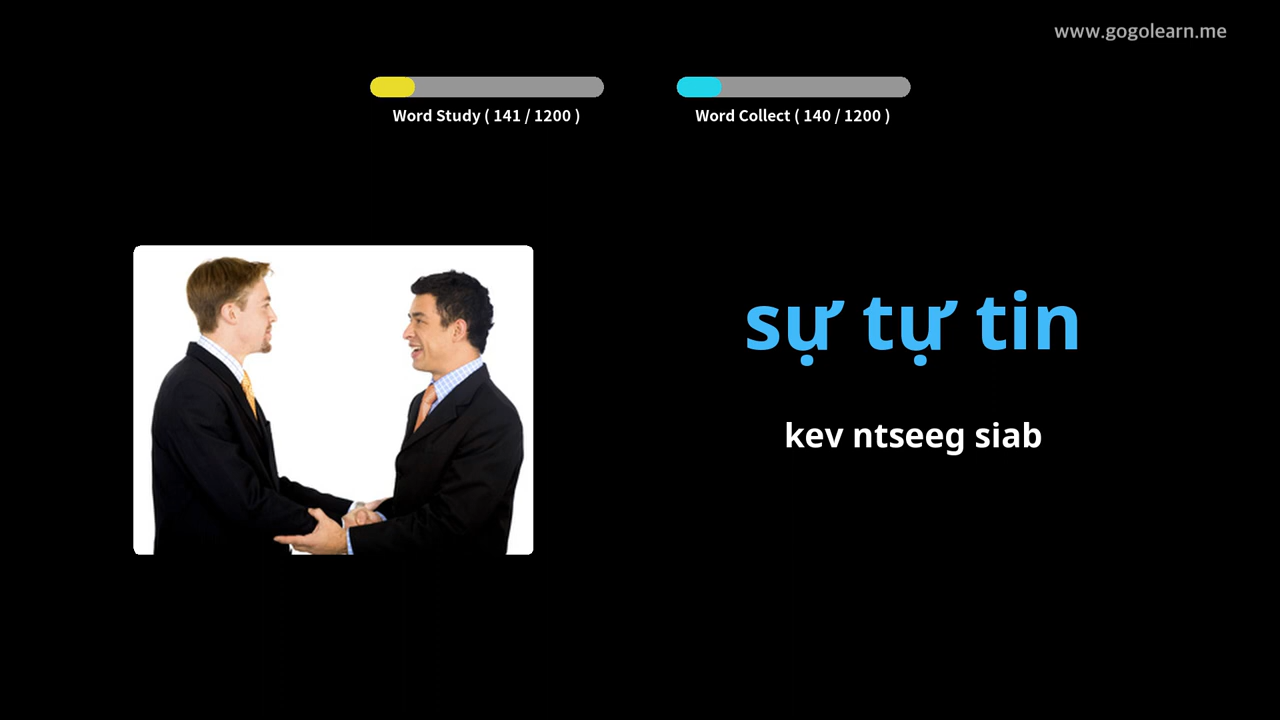 www.gogolearn.me
Word Study ( 141 / 1200 )
Word Collect ( 140 / 1200 )
sự tự tin
kev ntseeg siab